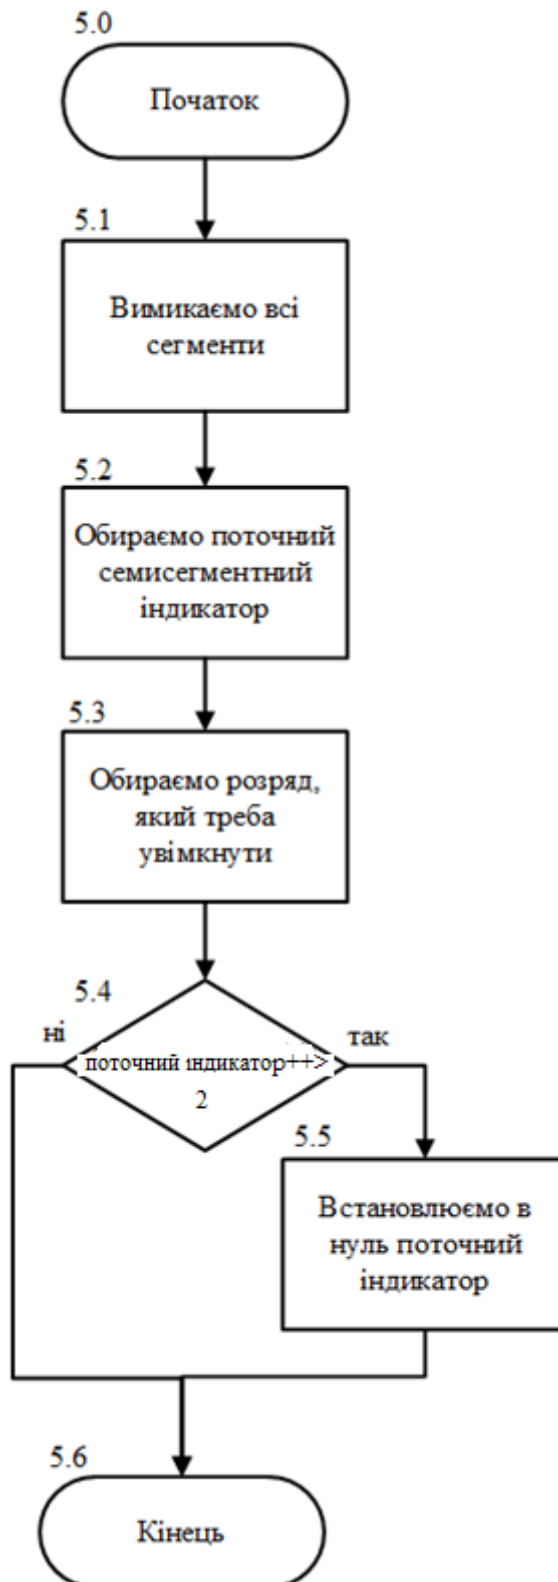 5.0
Початок
5.1
Вимикаємо всі
сегменти
5.2
Обираємо поточний
семисегментний
індикатор
5.3
Обираємо розряд,
який треба
увімкнути
5.4
ні
так
поточний індикатор++>
2
5.5
Встановлюємо в
нуль поточний
індикатор
5.6
Кінець